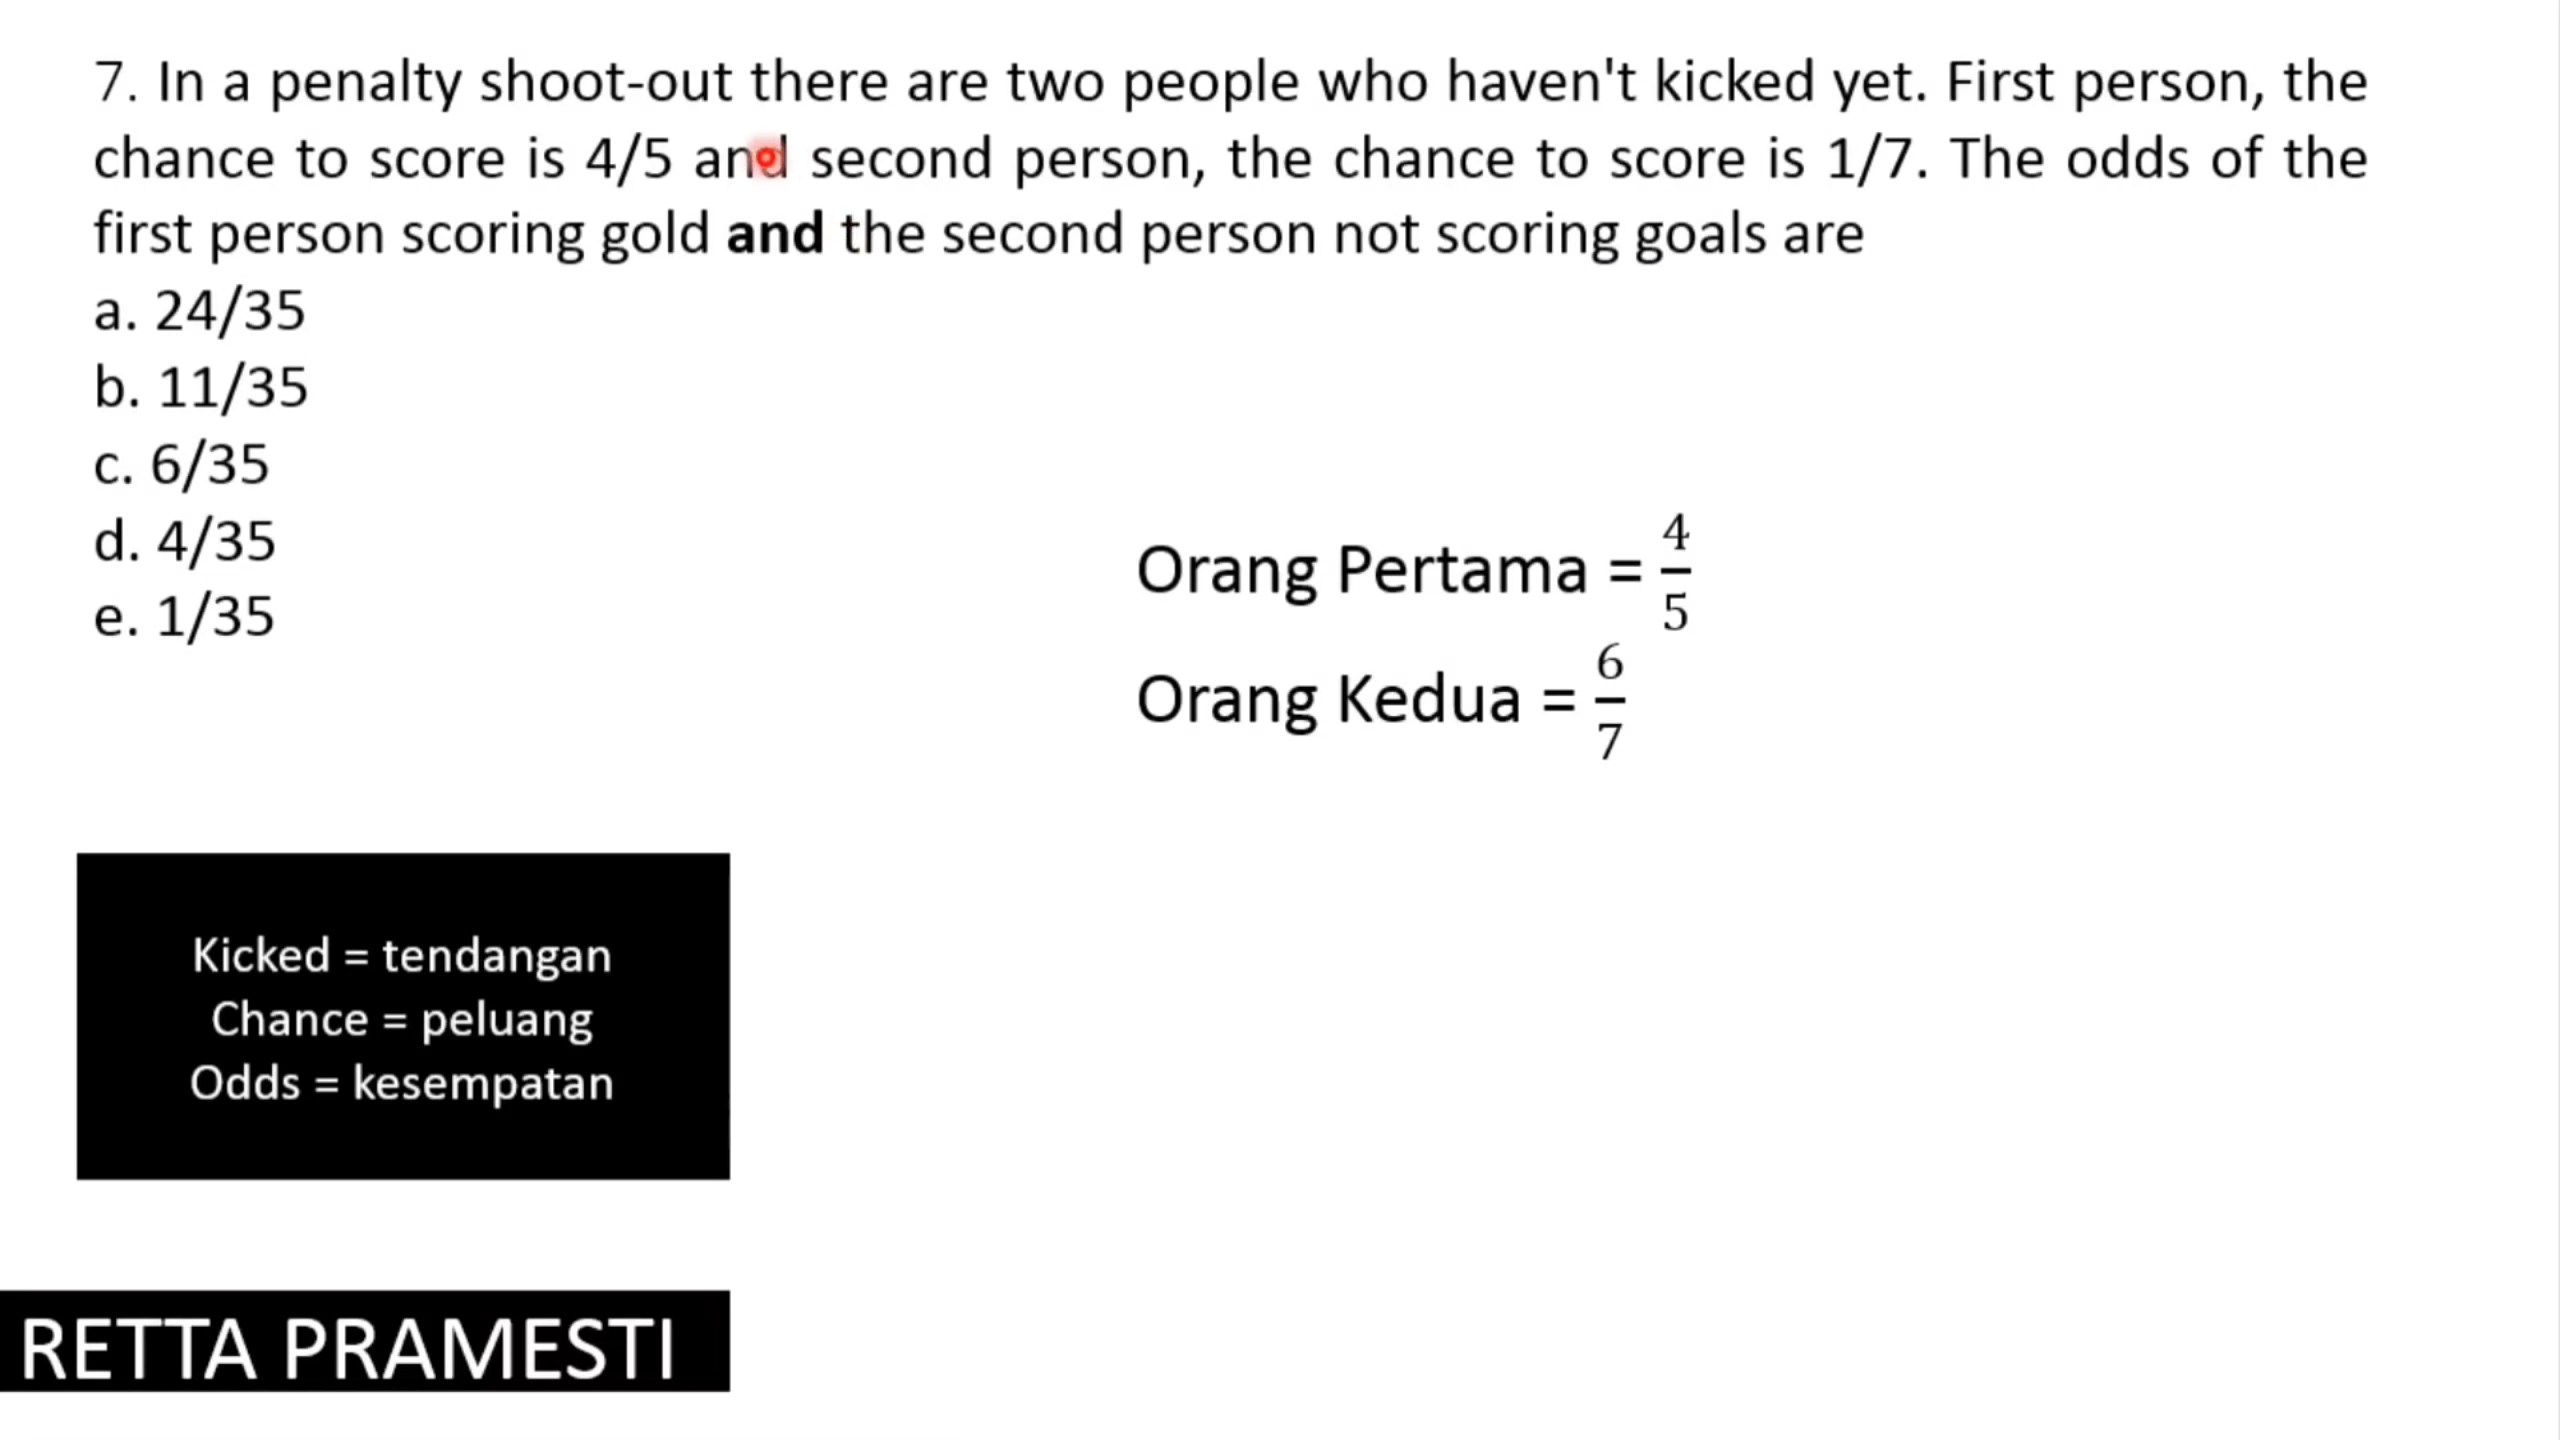 7. In a penalty shoot-out there are two people who haven't kicked yet. First person, the
chance to score is 4/5 and second person, the chance to score is 1/7. The odds of the
first person scoring gold and the second person not scoring goals are
a. 24/35
b. 11/35
c. 6/35
d. 4/35
e. 1/35
Orang Pertama = 4/5
Orang Kedua = 6/7
Kicked = tendangan
Chance = peluang
Odds = kesempatan
RETTA PRAMESTI